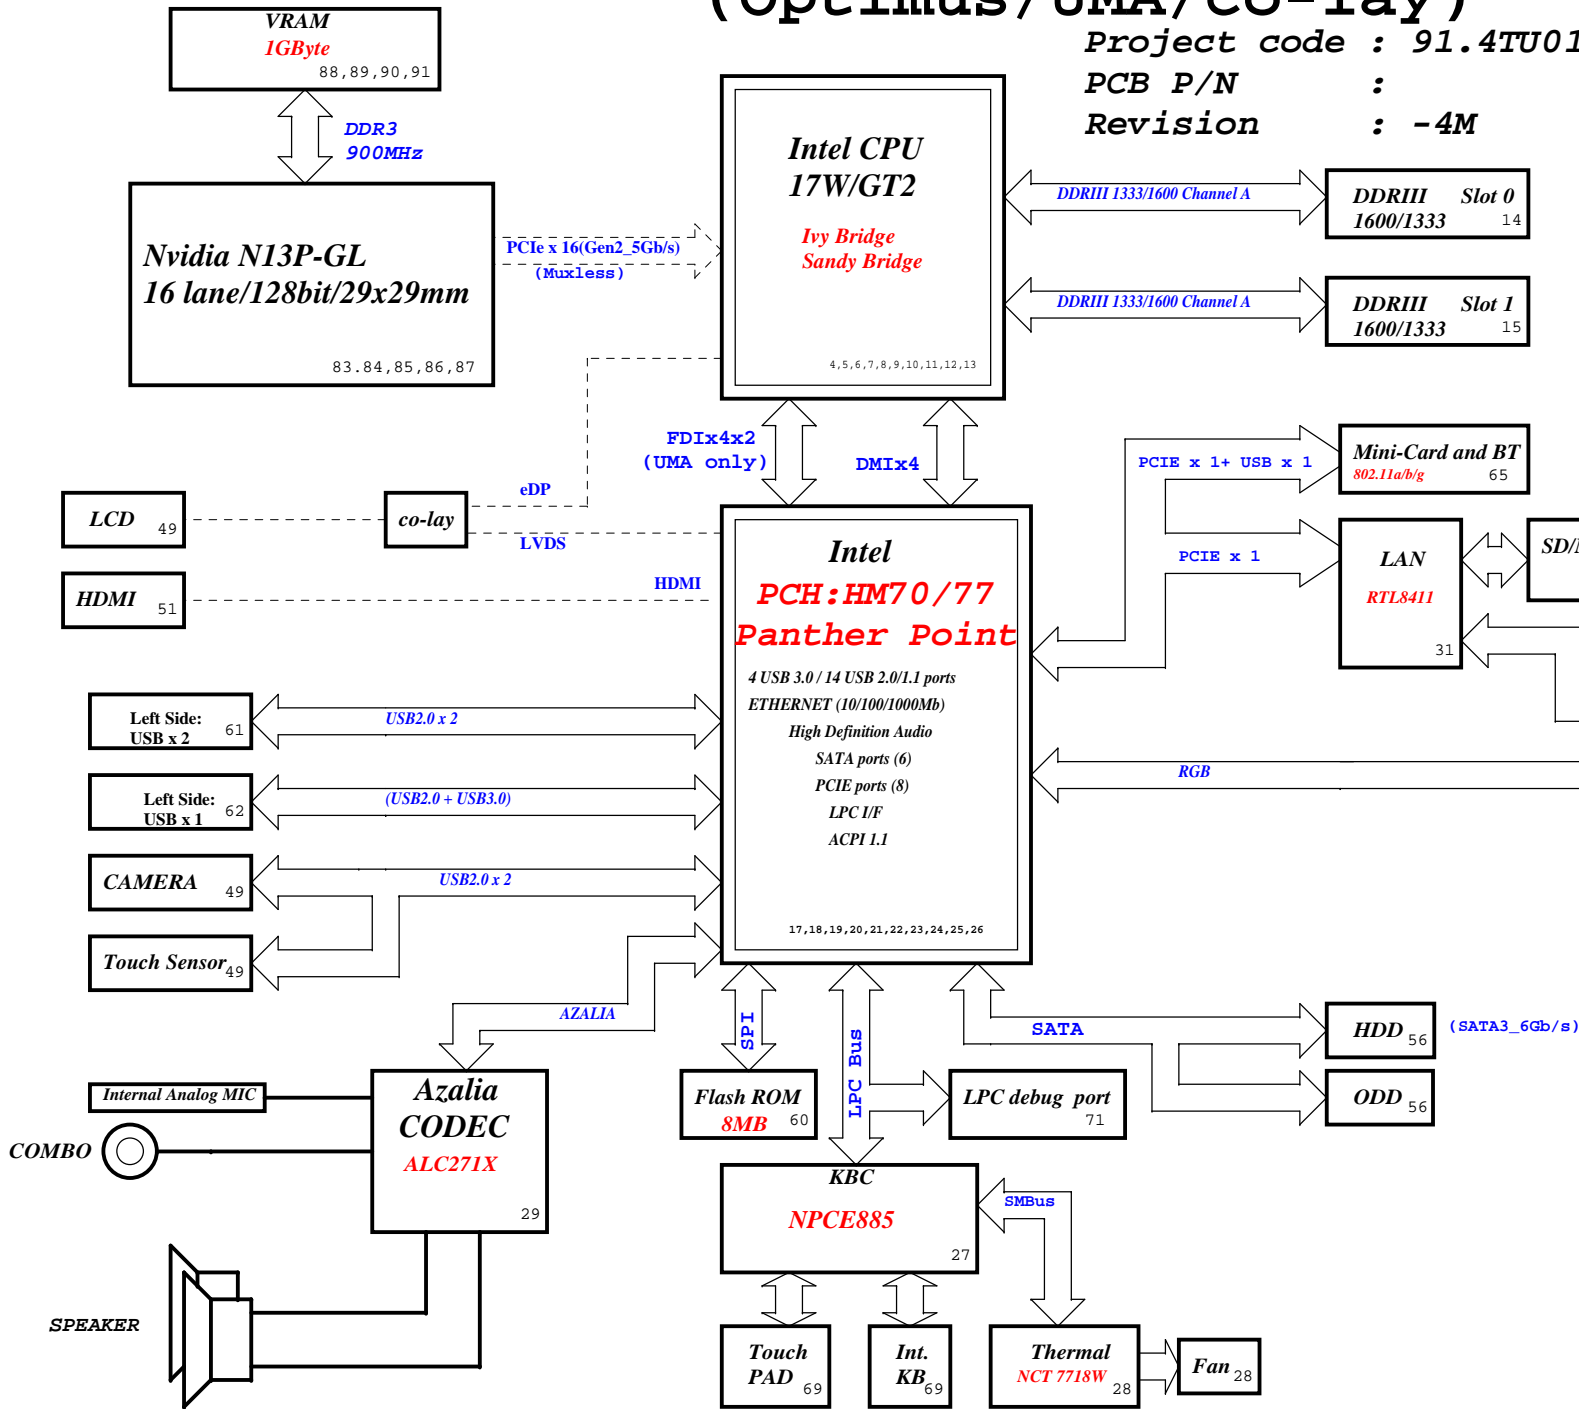 (Optimus/UMA/Co-lay)
Project code : 91.4TU01
PCB P/N :
Revision : -4M
VRAM
1GByte
88,89,90,91
DDR3
900MHz
Nvidia N13P-GL
16 lane/128bit/29x29mm
83.84,85,86,87
PCIe x 16(Gen2_5Gb/s)
(Muxless)
Intel CPU
17W/GT2
Ivy Bridge
Sandy Bridge
4,5,6,7,8,9,10,11,12,13
DDRIII 1333/1600 Channel A
DDRIII Slot 0
1600/1333 14
DDRIII 1333/1600 Channel A
DDRIII Slot 1
1600/1333 15
FDIx4x2
(UMA only)
DMIx4
PCIE x 1+ USB x 1
Mini-Card and BT
802.11a/b/g 65
eDP
LCD 49
co-lay
LVDS
HDMI
HDMI 51
PCIE x 1
LAN
RTL8411
31
SD/
Intel
PCH:HM70/77
Panther Point
4 USB 3.0 / 14 USB 2.0/1.1 ports
ETHERNET (10/100/1000Mb)
High Definition Audio
SATA ports (6)
PCIE ports (8)
LPC I/F
ACPI 1.1
17,18,19,20,21,22,23,24,25,26
Left Side:
USB x 2 61
USB2.0 x 2
RGB
Left Side:
USB x 1 62
(USB2.0 + USB3.0)
CAMERA 49
USB2.0 x 2
Touch Sensor 49
AZALIA
SPI
LPC Bus
SATA
HDD 56
(SATA3_6Gb/s)
ODD 56
Internal Analog MIC
COMBO
Azalia
CODEC
ALC271X
29
Flash ROM
8MB 60
LPC debug port
71
KBC
NPCE885
27
SMBus
SPEAKER
Touch
PAD 69
Int.
KB 69
Thermal
NCT 7718W 28
Fan 28